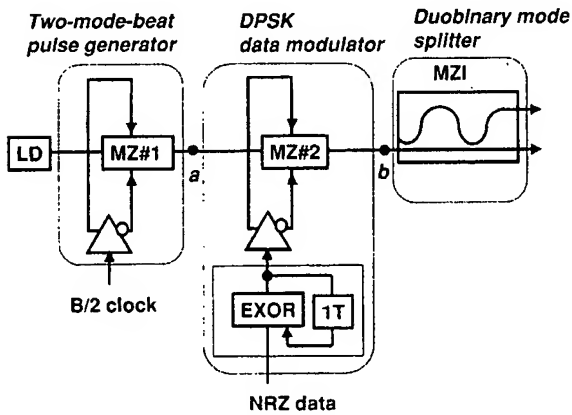 Two-mode-beat
pulse generator
DPSK
data modulator
Duobinary mode
splitter
MZI
LD
MZ#1
a
MZ#2
b
B/2 clock
EXOR
1T
NRZ data